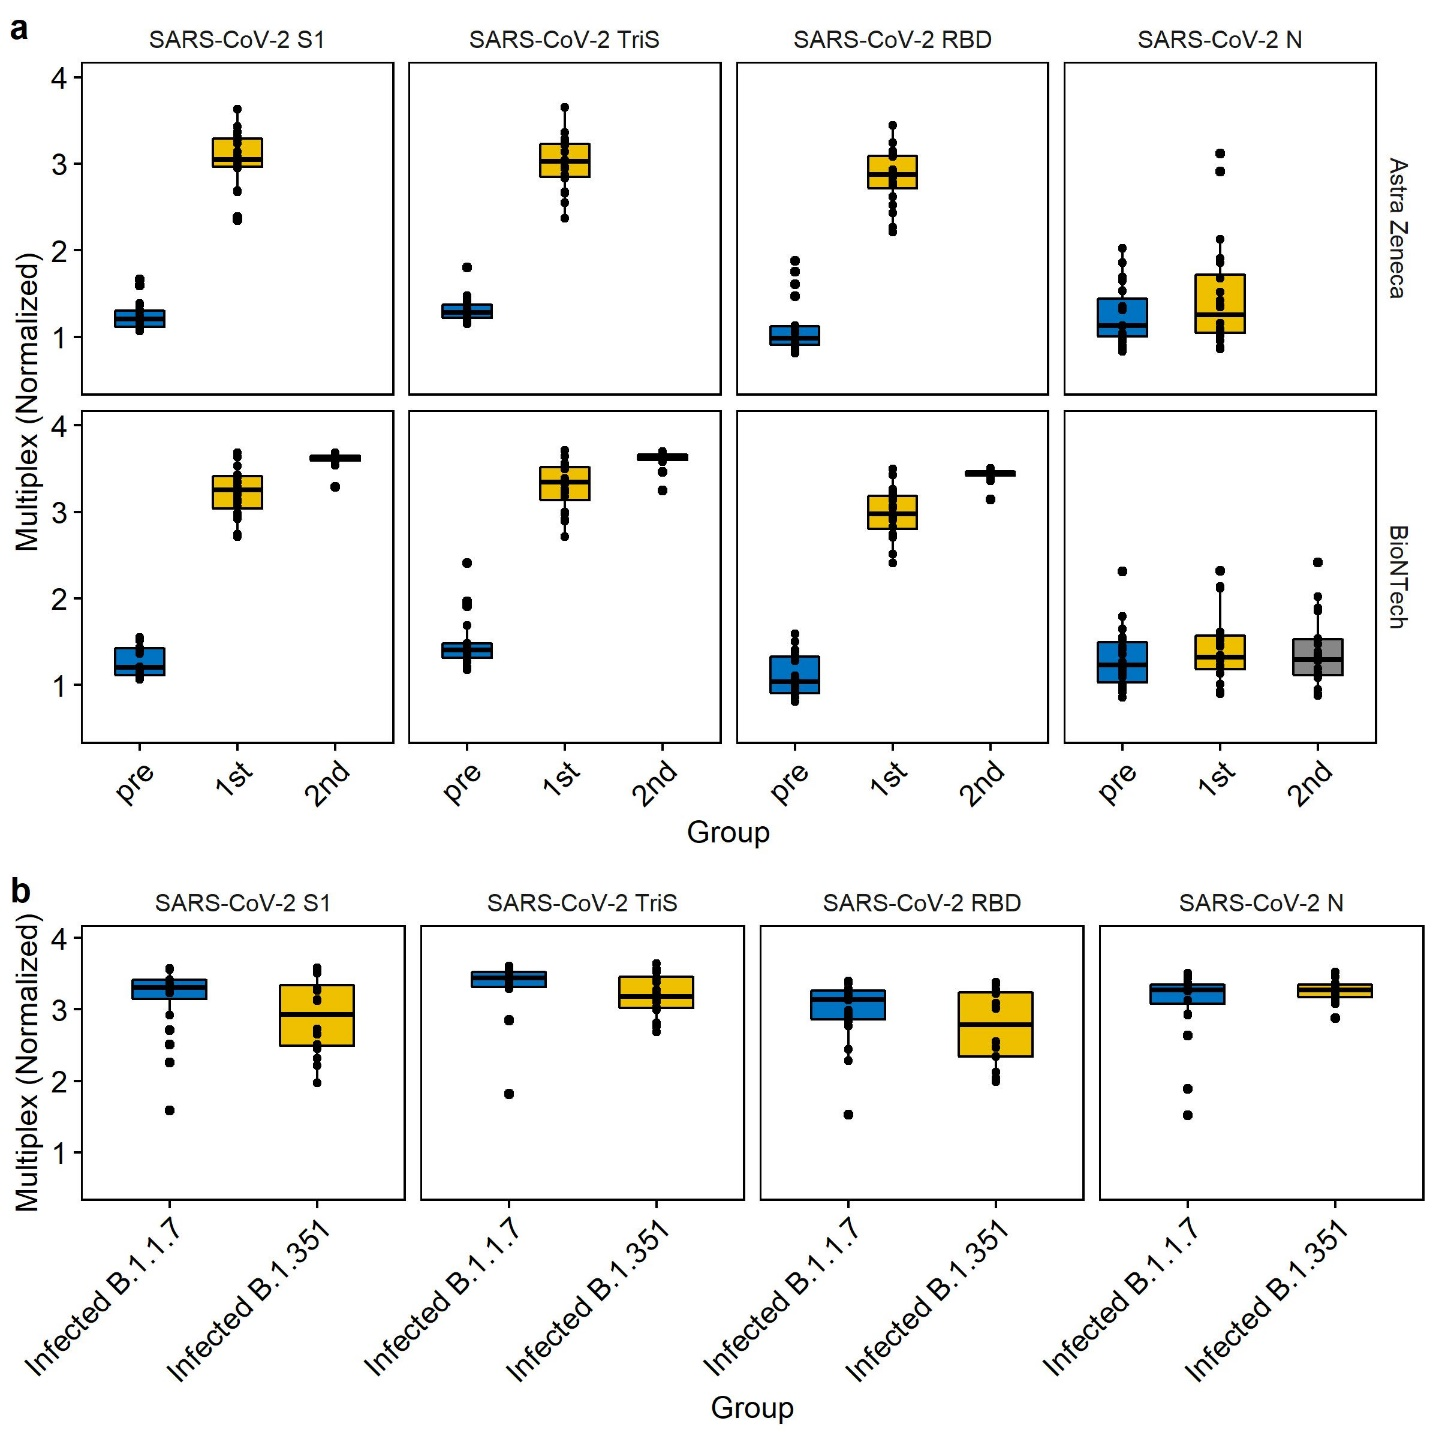 a
SARS-CoV-2 S1
SARS-CoV-2 TriS
SARS-CoV-2 RBD
SARS-CoV-2 N
4
3
2
1
Astra Zeneca
Multiplex (Normalized)
4
3
2
1
BioNTech
pre
1st
2nd
pre
1st
2nd
pre
1st
2nd
pre
1st
2nd
Group
b
SARS-CoV-2 S1
SARS-CoV-2 TriS
SARS-CoV-2 RBD
SARS-CoV-2 N
Multiplex (Normalized)
4
3
2
1
Infected B.1.1.7
Infected B.1.351
Infected B.1.1.7
Infected B.1.351
Infected B.1.1.7
Infected B.1.351
Infected B.1.1.7
Infected B.1.351
Group